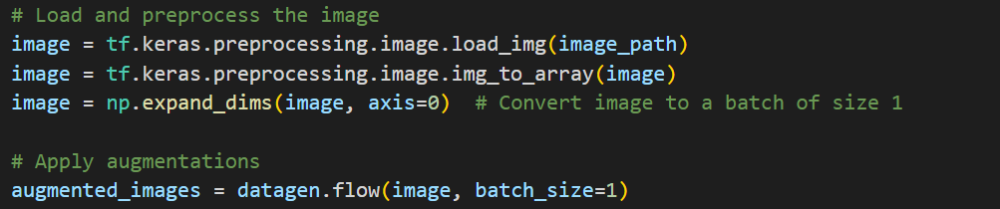 # Load and preprocess the image
image = tf.keras.preprocessing.image.load_img(image_path)
image = tf.keras.preprocessing.image.img_to_array(image)
image = np.expand_dims(image, axis=0)  # Convert image to a batch of size 1
# Apply augmentations
augmented_images = datagen.flow(image, batch_size=1)